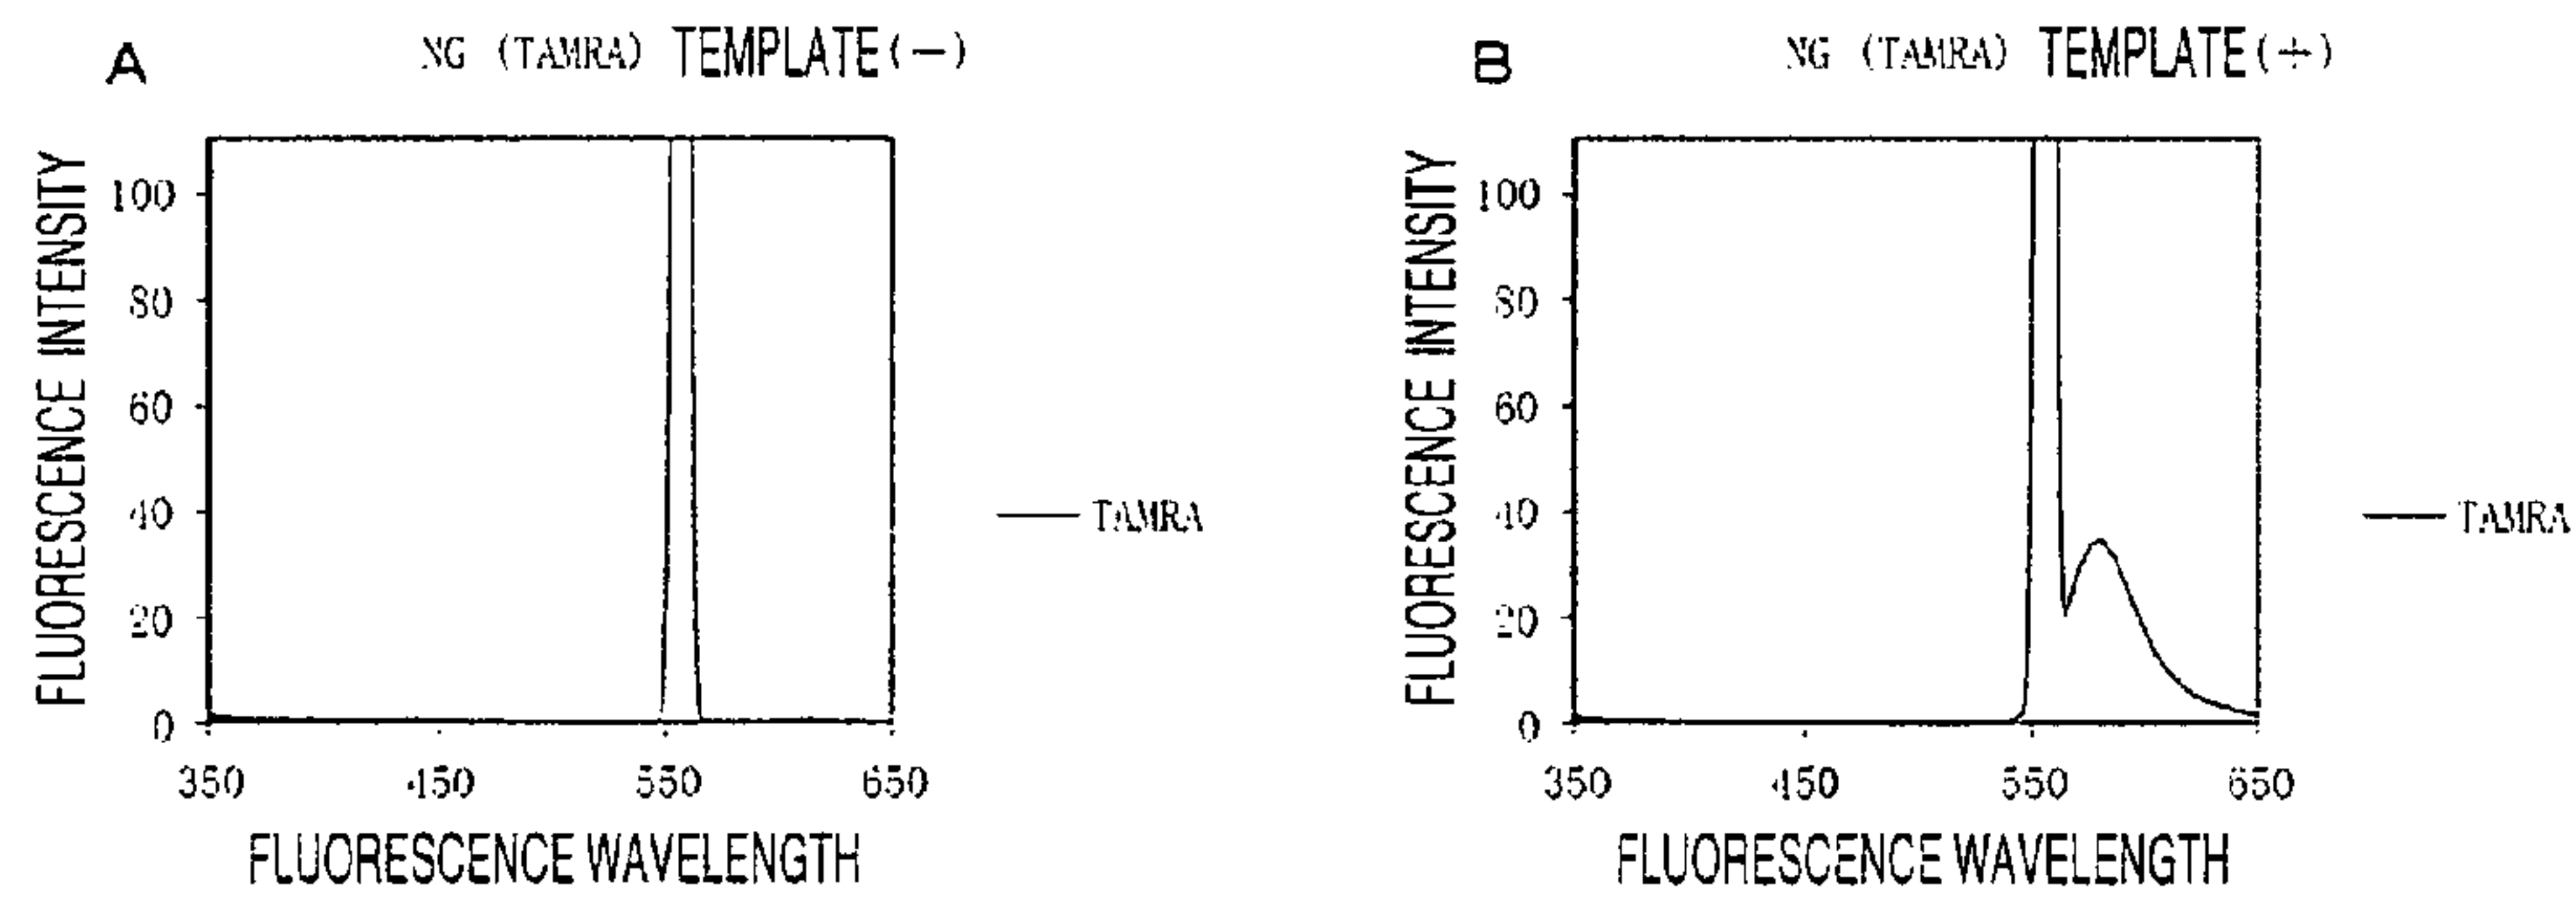 A
NG (TAMRA) TEMPLATE (−)
FLUORESCENCE INTENSITY
100
80
60
40
20
0
350 450 550 650
FLUORESCENCE WAVELENGTH
TAMRA
B
NG (TAMRA) TEMPLATE (+)
FLUORESCENCE INTENSITY
100
80
60
40
20
0
350 450 550 650
FLUORESCENCE WAVELENGTH
TAMRA